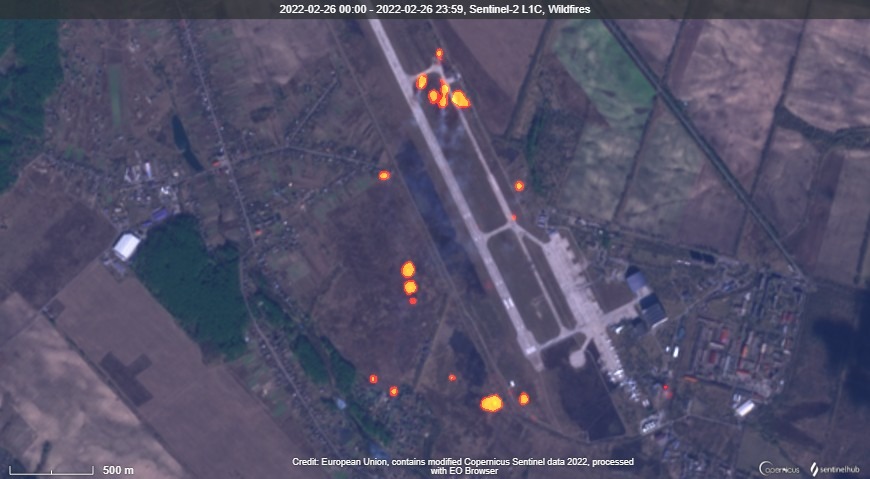 2022-02-26 00:00 - 2022-02-26 23:59, Sentinel-2 L1C, Wildfires
Credit: European Union, contains modified Copernicus Sentinel data 2022, processed
with EO Browser
500 m
opernicus
sentinelhub